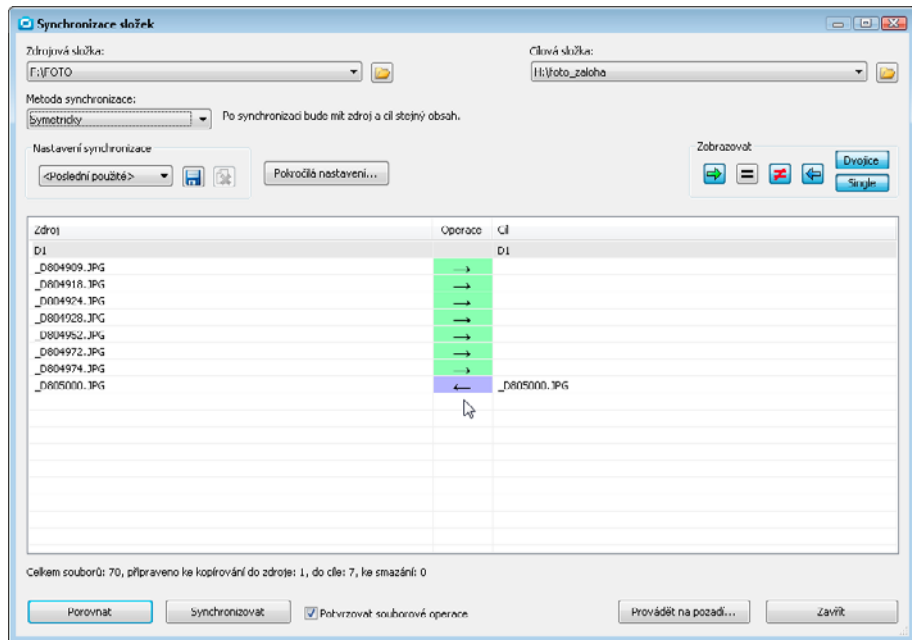 Synchronizace složek
Zdrojová složka:
Cílová složka:
F:\FOTO
H:\foto_zaloha
Metoda synchronizace:
Symetricky
Po synchronizaci bude mít zdroj a cíl stejný obsah.
Nastavení synchronizace
Zobrazovat
<Poslední použité>
Pokročilá nastavení...
Dvojice
Single
Zdroj Operace Cíl
D1 D1
_D804909.JPG →
_D804918.JPG →
_D804924.JPG →
_D804928.JPG →
_D804952.JPG →
_D804972.JPG →
_D804974.JPG →
_D805000.JPG ← _D805000.JPG
Celkem souborů: 70, připraveno ke kopírování do zdroje: 1, do cíle: 7, ke smazání: 0
Porovnat
Synchronizovat
Potvrzovat souborové operace
Provádět na pozadí...
Zavřít